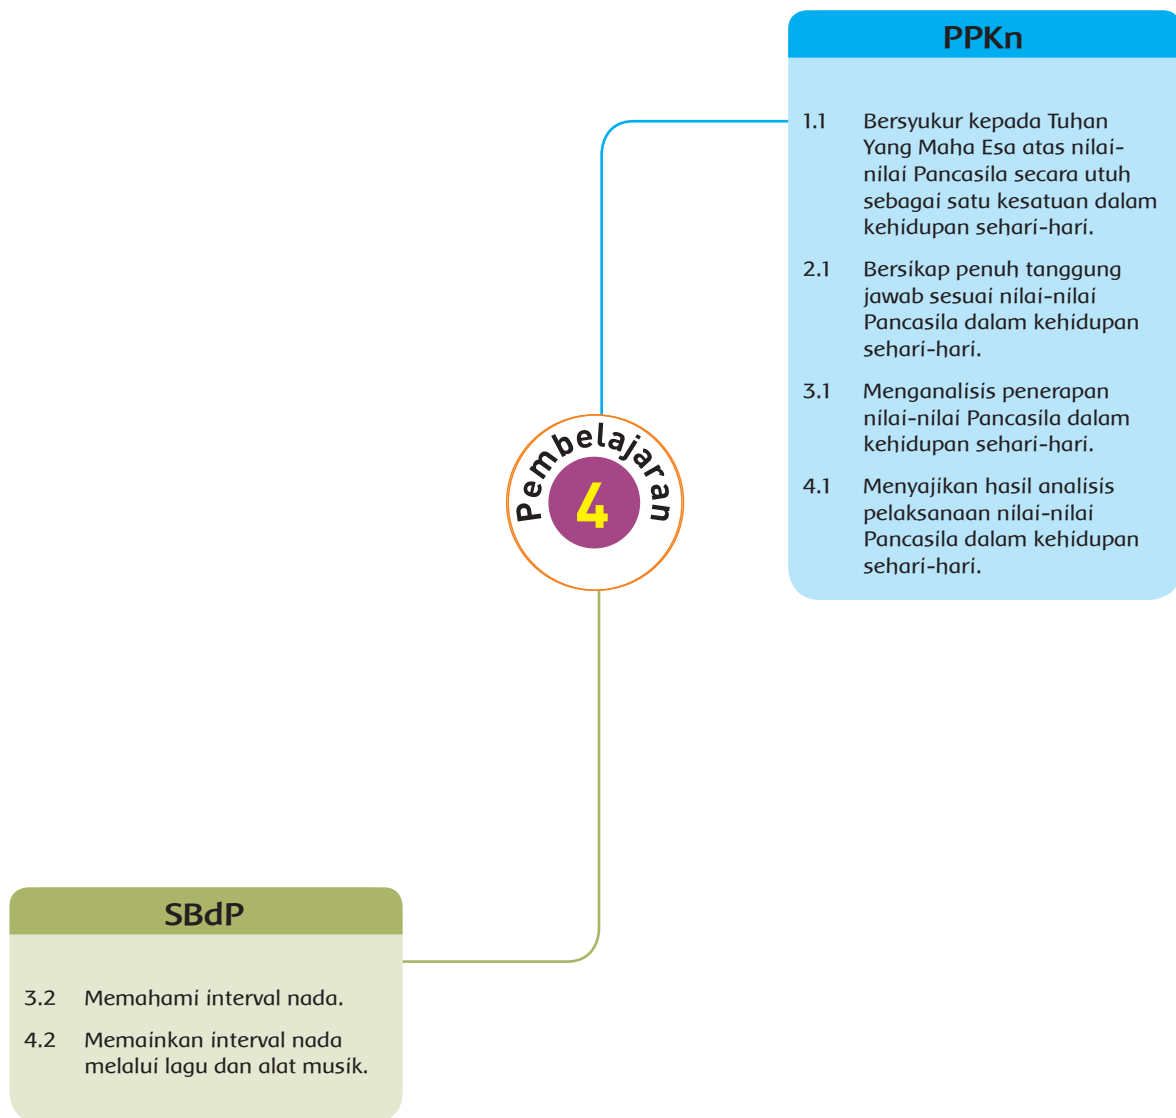 PPKn
1.1 Bersyukur kepada Tuhan
Yang Maha Esa atas nilai-
nilai Pancasila secara utuh
sebagai satu kesatuan dalam
kehidupan sehari-hari.
2.1 Bersikap penuh tanggung
jawab sesuai nilai-nilai
Pancasila dalam kehidupan
sehari-hari.
3.1 Menganalisis penerapan
nilai-nilai Pancasila dalam
kehidupan sehari-hari.
4.1 Menyajikan hasil analisis
pelaksanaan nilai-nilai
Pancasila dalam kehidupan
sehari-hari.
Pembelajaran
4
SBdP
3.2 Memahami interval nada.
4.2 Memainkan interval nada
melalui lagu dan alat musik.